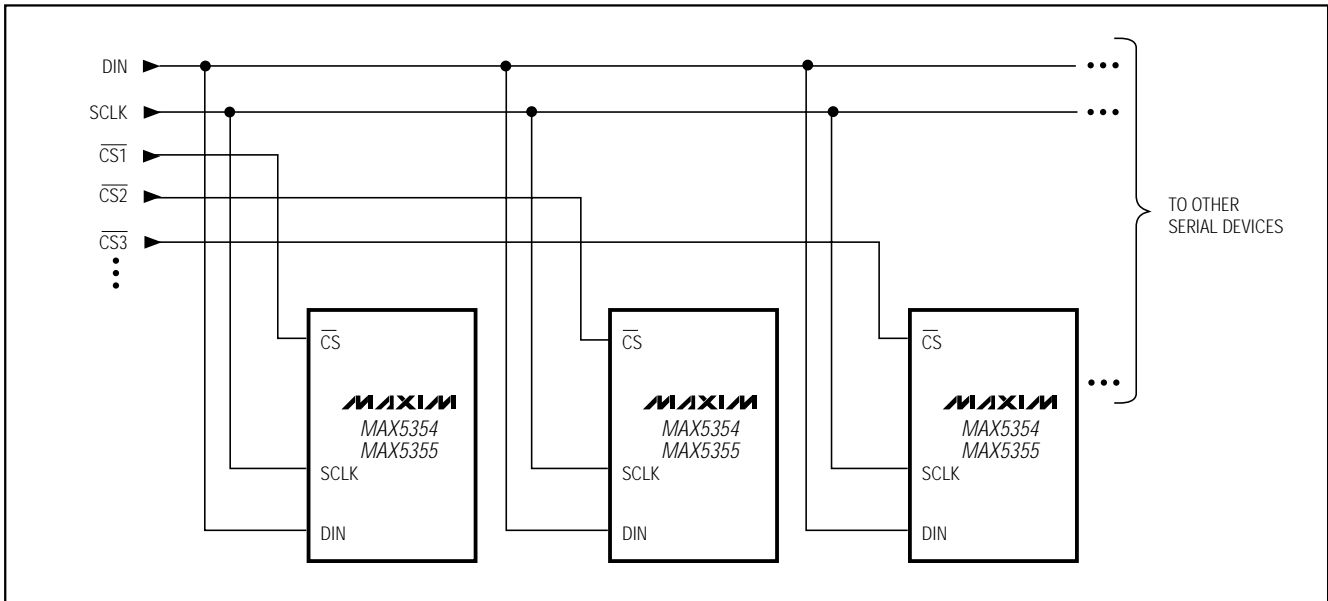 DIN
SCLK
CS1
CS2
CS3
TO OTHER
SERIAL DEVICES
CS
MAXIM
MAX5354
MAX5355
SCLK
DIN
CS
MAXIM
MAX5354
MAX5355
SCLK
DIN
CS
MAXIM
MAX5354
MAX5355
SCLK
DIN